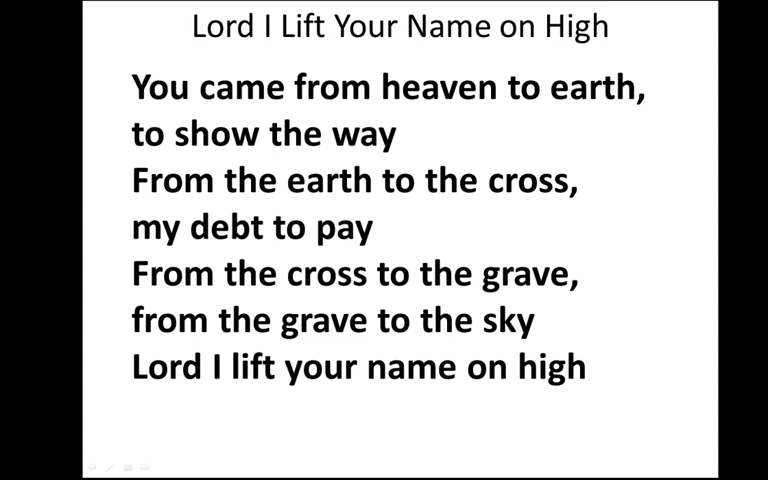 Lord I Lift Your Name on High
You came from heaven to earth,
to show the way
From the earth to the cross,
my debt to pay
From the cross to the grave,
from the grave to the sky
Lord I lift your name on high